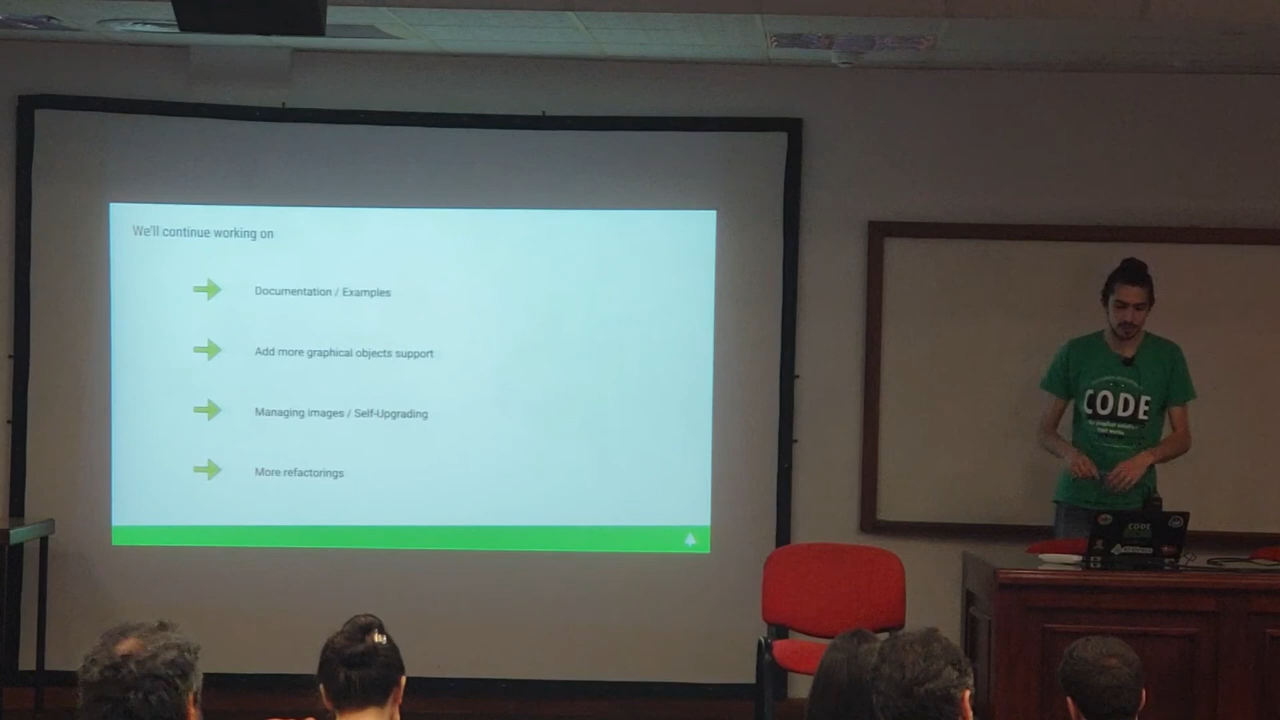 We'll continue working on
Documentation / Examples
Add more graphical objects support
Managing images / Self-Upgrading
More refactorings
CODE
CODE